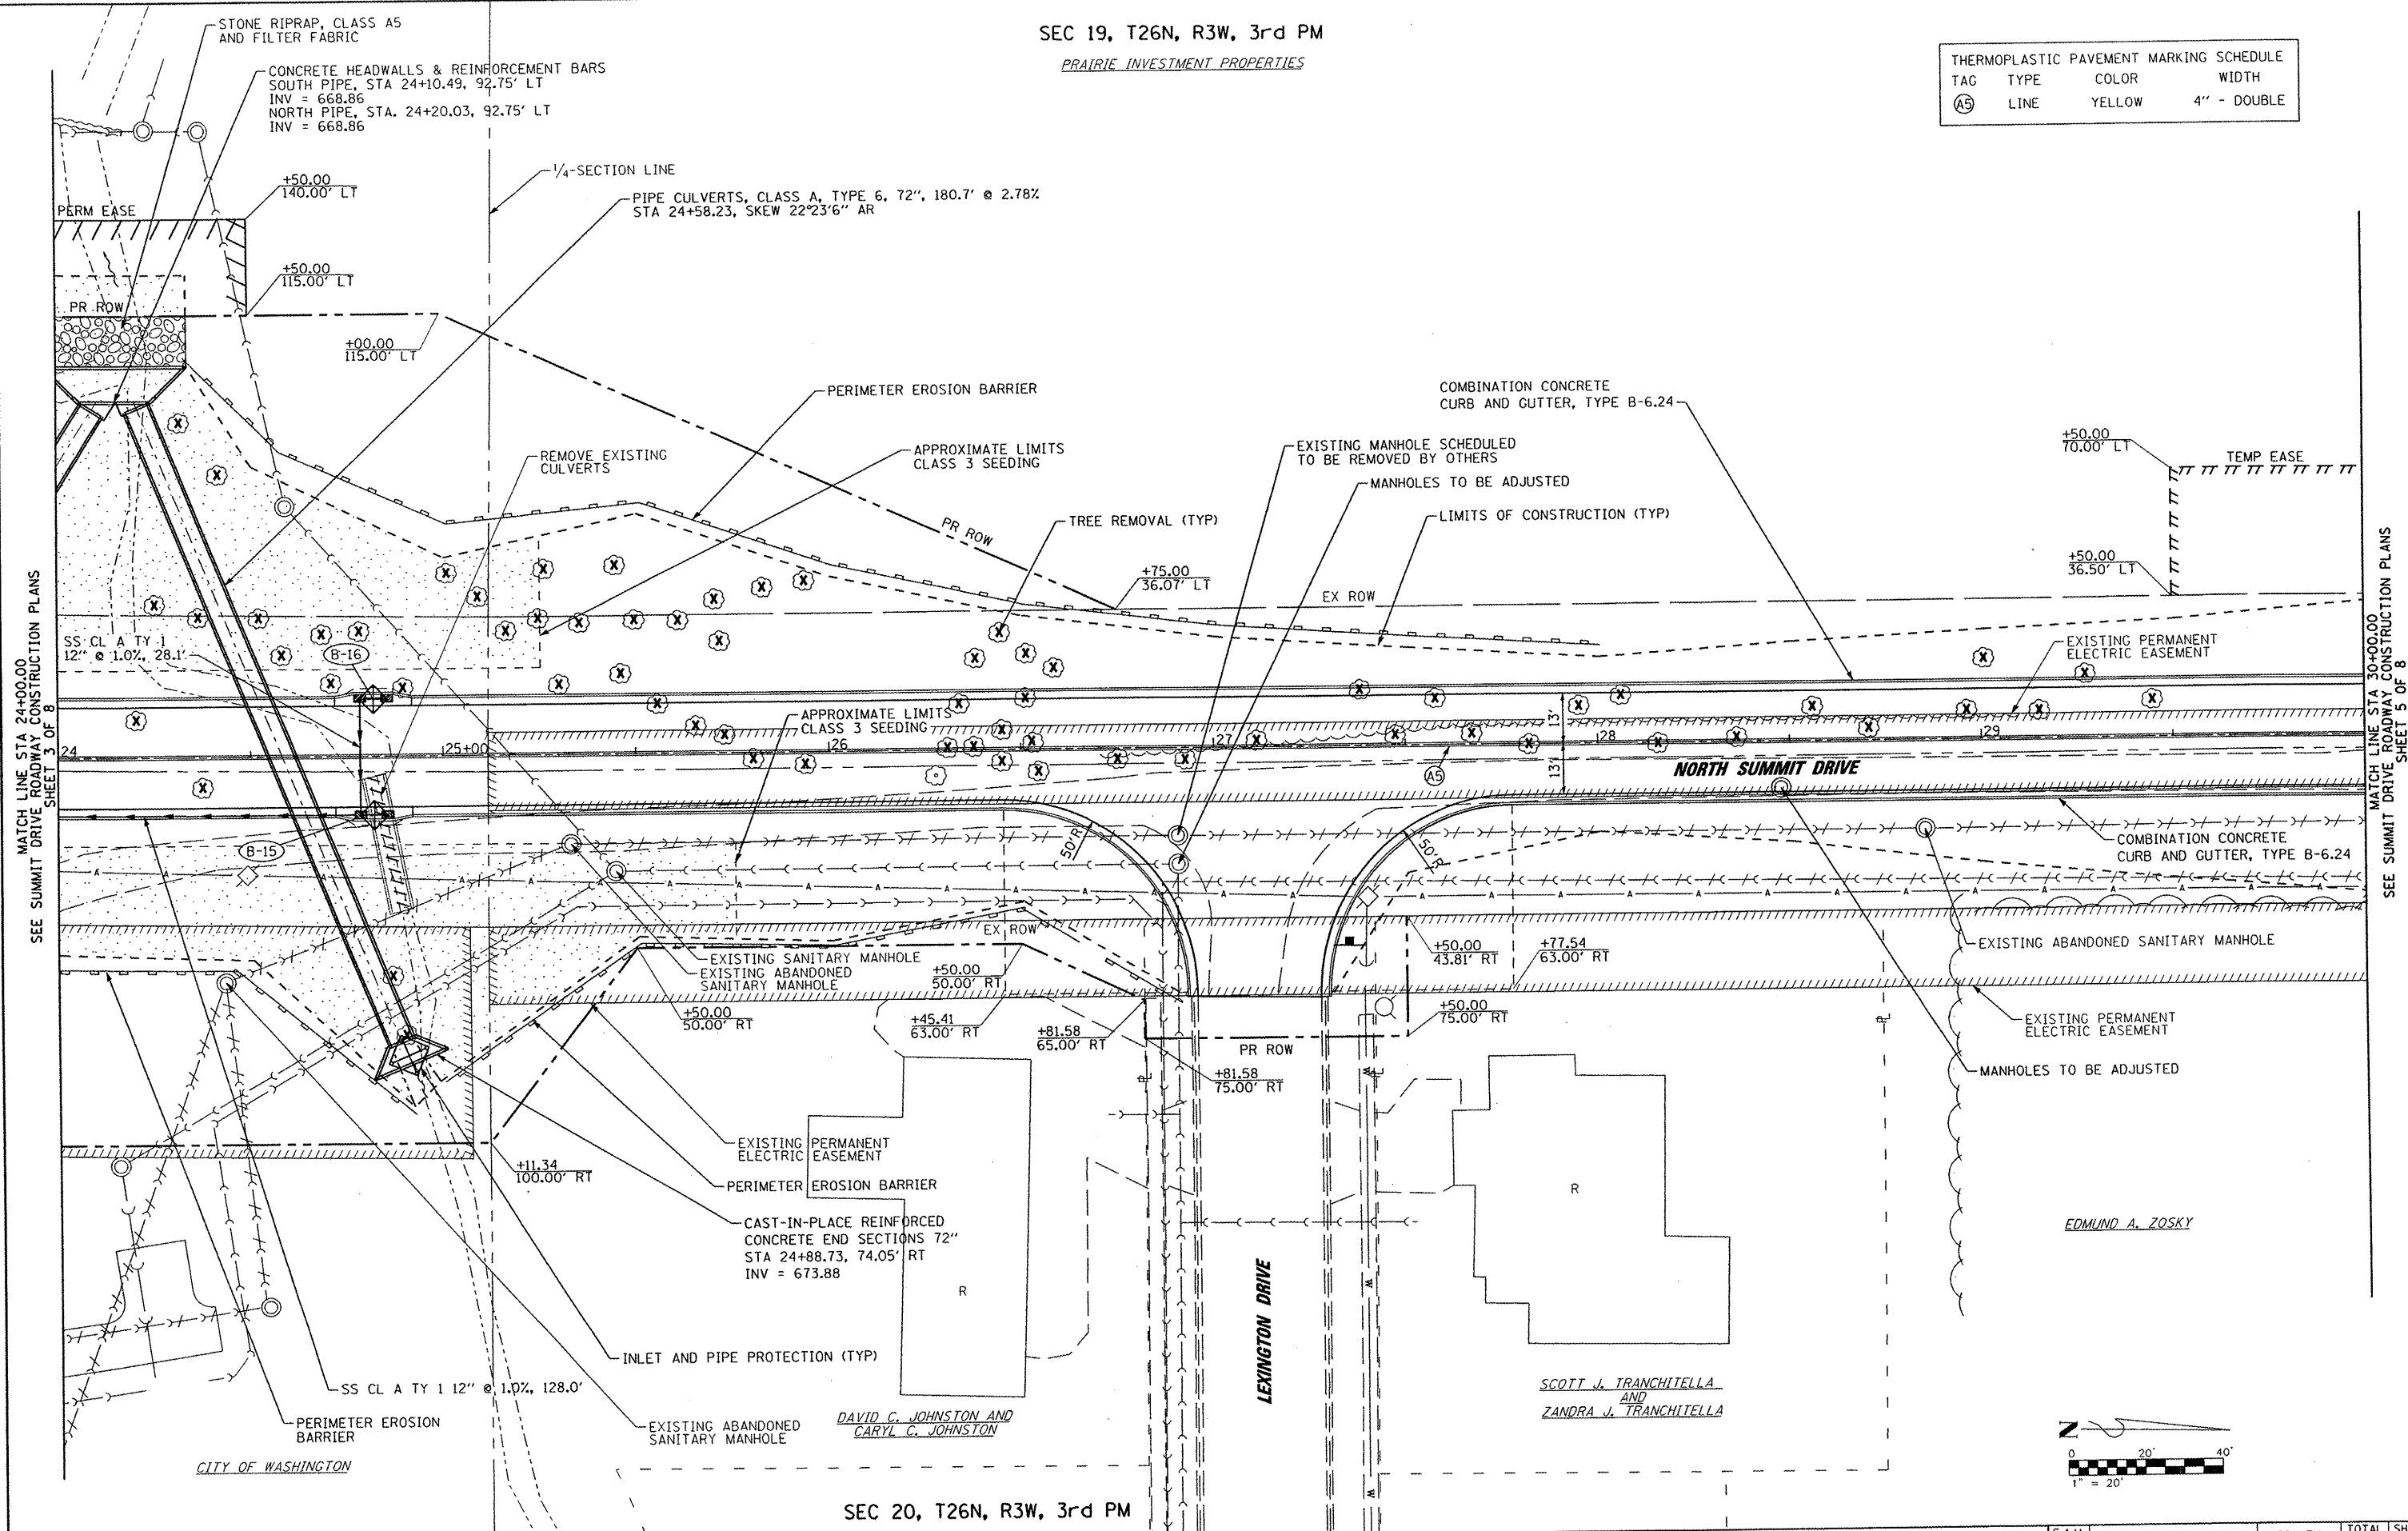 STONE RIPRAP, CLASS A5
AND FILTER FABRIC
CONCRETE HEADWALLS & REINFORCEMENT BARS
SOUTH PIPE, STA 24+10.49, 92.75' LT
INV = 668.86
NORTH PIPE, STA. 24+20.03, 92.75' LT
INV = 668.86
SEC 19, T26N, R3W, 3rd PM
PRAIRIE INVESTMENT PROPERTIES
THERMOPLASTIC PAVEMENT MARKING SCHEDULE
TAG TYPE COLOR WIDTH
A5 LINE YELLOW 4" - DOUBLE
1/4-SECTION LINE
PIPE CULVERTS, CLASS A, TYPE 6, 72", 180.7' @ 2.78%
STA 24+58.23, SKEW 22°23'6" AR
+50.00
140.00' LT
PERM EASE
+50.00
115.00' LT
PR ROW
+00.00
115.00' LT
PERIMETER EROSION BARRIER
COMBINATION CONCRETE
CURB AND GUTTER, TYPE B-6.24
REMOVE EXISTING
CULVERTS
APPROXIMATE LIMITS
CLASS 3 SEEDING
EXISTING MANHOLE SCHEDULED
TO BE REMOVED BY OTHERS
MANHOLES TO BE ADJUSTED
+50.00
70.00' LT
TEMP EASE
PR ROW
TREE REMOVAL (TYP)
LIMITS OF CONSTRUCTION (TYP)
+75.00
36.07' LT
EX ROW
+50.00
36.50' LT
MATCH LINE STA 24+00.00
SEE SUMMIT DRIVE ROADWAY CONSTRUCTION PLANS
SHEET 3 OF 8
SS CL A TY 1
12" @ 1.0%, 28.1'
B-16
EXISTING PERMANENT
ELECTRIC EASEMENT
MATCH LINE STA 30+00.00
SEE SUMMIT DRIVE ROADWAY CONSTRUCTION PLANS
SHEET 5 OF 8
APPROXIMATE LIMITS
CLASS 3 SEEDING
24
25+00
26
27
28
29
13'
13'
A5
NORTH SUMMIT DRIVE
B-15
50'R
50'R
COMBINATION CONCRETE
CURB AND GUTTER, TYPE B-6.24
EX ROW
EXISTING SANITARY MANHOLE
EXISTING ABANDONED
SANITARY MANHOLE
+50.00
50.00' RT
+50.00
43.81' RT
+77.54
63.00' RT
EXISTING ABANDONED SANITARY MANHOLE
+50.00
50.00' RT
+45.41
63.00' RT
+81.58
65.00' RT
+50.00
75.00' RT
EXISTING PERMANENT
ELECTRIC EASEMENT
PR ROW
+81.58
75.00' RT
MANHOLES TO BE ADJUSTED
EXISTING PERMANENT
ELECTRIC EASEMENT
+11.34
100.00' RT
PERIMETER EROSION BARRIER
CAST-IN-PLACE REINFORCED
CONCRETE END SECTIONS 72"
STA 24+88.73, 74.05' RT
INV = 673.88
R
R
EDMUND A. ZOSKY
LEXINGTON DRIVE
INLET AND PIPE PROTECTION (TYP)
SS CL A TY 1 12" @ 1.0%, 128.0'
PERIMETER EROSION
BARRIER
EXISTING ABANDONED
SANITARY MANHOLE
DAVID C. JOHNSTON AND
CARYL C. JOHNSTON
SCOTT J. TRANCHITELLA
AND
ZANDRA J. TRANCHITELLA
CITY OF WASHINGTON
Z
0 20' 40'
1" = 20'
SEC 20, T26N, R3W, 3rd PM
TOTAL